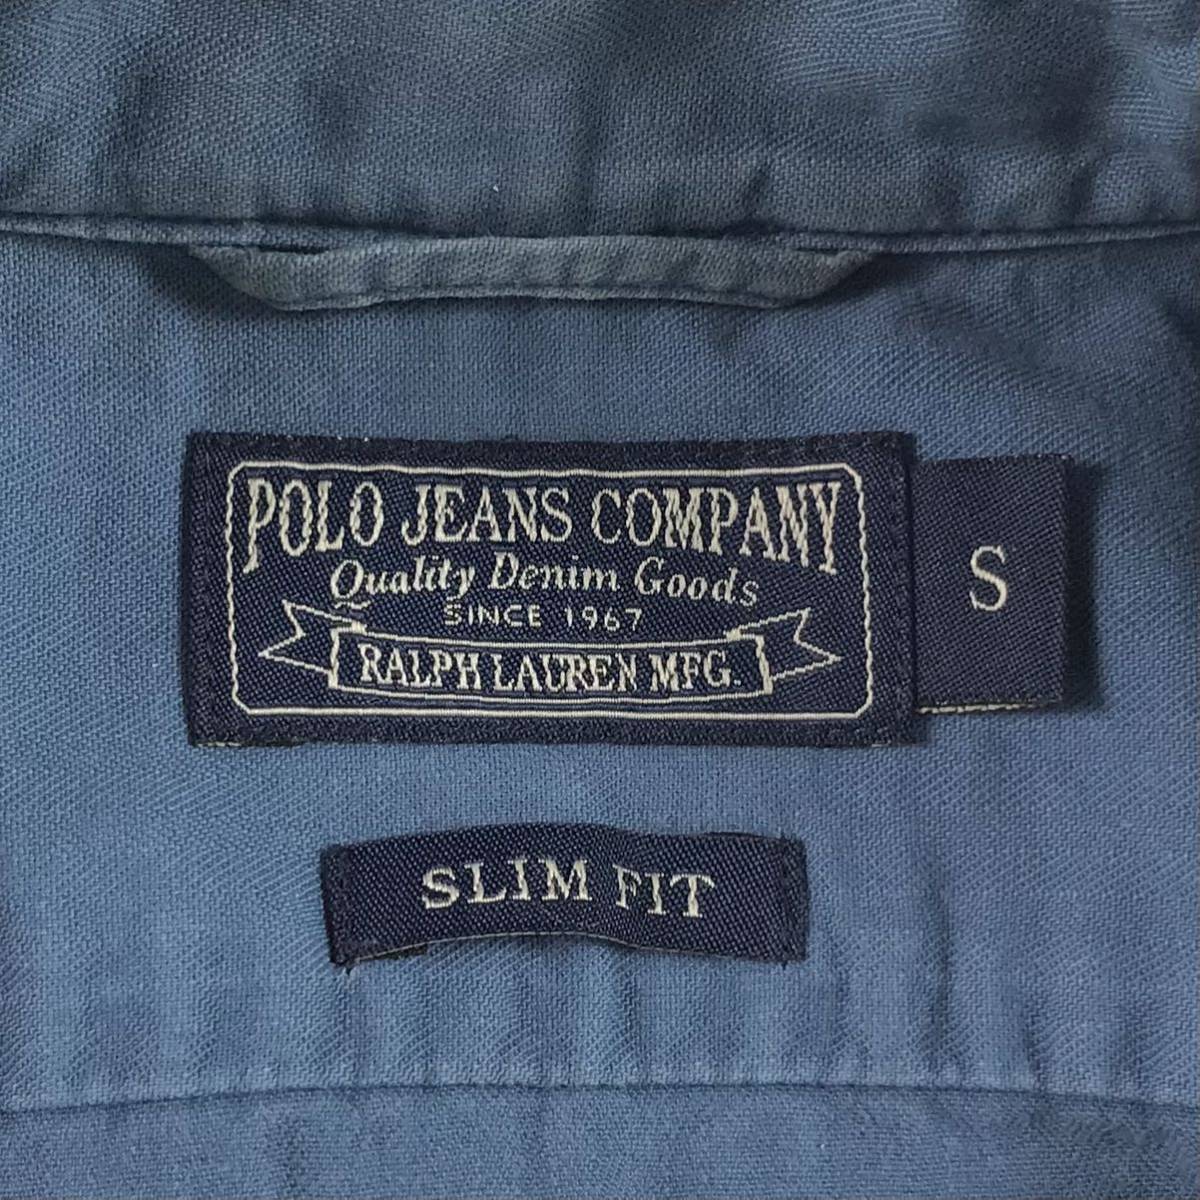 POLO JEANS COMPANY
Quality Denim Goods
SINCE 1967
RALPH LAUREN MFG.
S
SLIM FIT